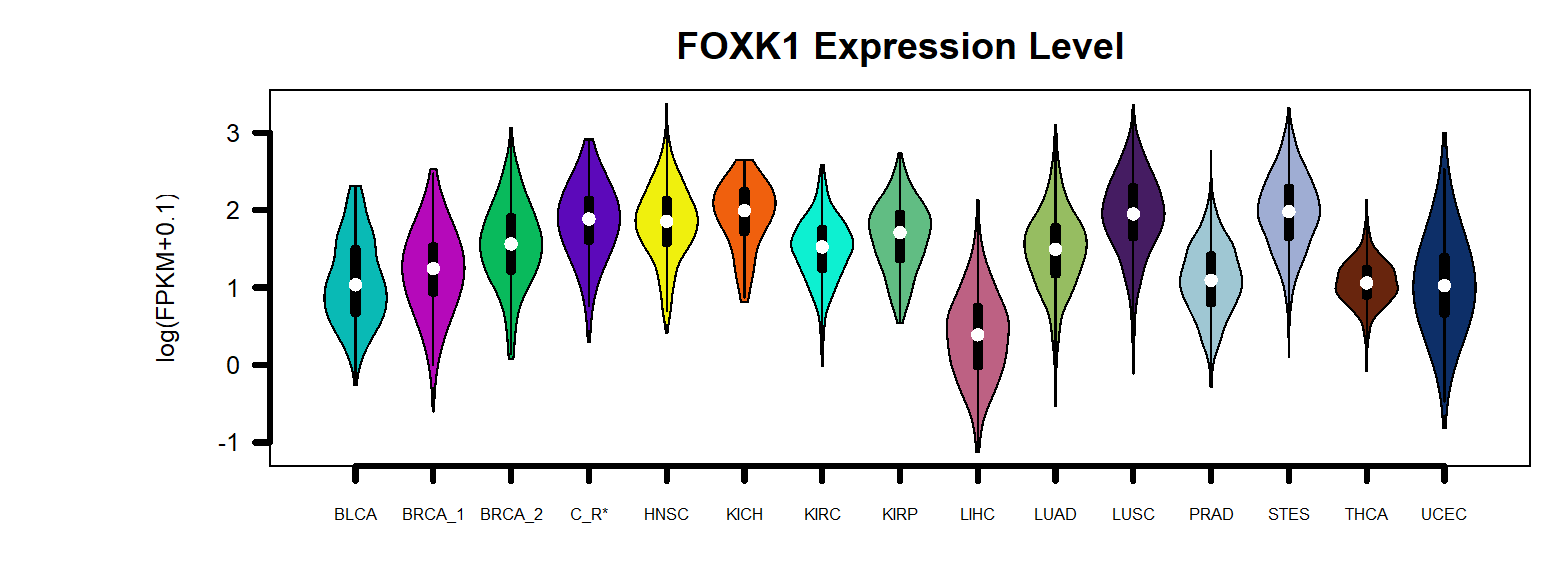 FOXK1 Expression Level
log(FPKM+0.1)
3
2
1
0
-1
BLCA BRCA_1 BRCA_2 C_R* HNSC KICH KIRC KIRP LIHC LUAD LUSC PRAD STES THCA UCEC